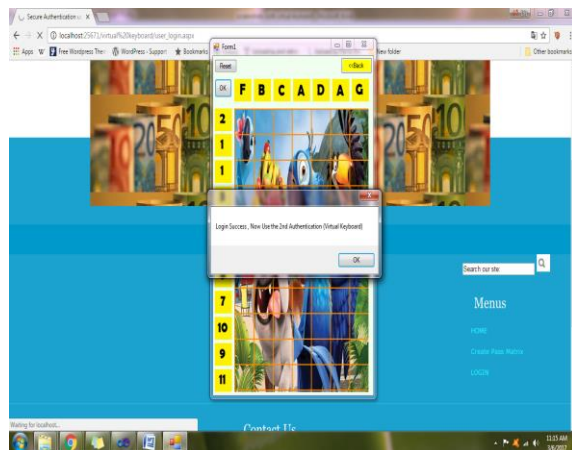 Secure Authentication u
localhost:25671/virtual%20keyboard/user_login.aspx
Apps
Free Wordpress The
WordPress - Support
Bookmarks
New folder
Other bookmarks
Form1
Reset
<<Back
OK
F B C A D A G
2
1
1
Login Success , Now Use the 2nd Authentication (Virtual Keyboard)
OK
7
10
9
11
Search our site:
Menus
HOME
Create Pass Matrix
LOGIN
Waiting for localhost...
Contact Us
11:15 AM
3/6/2017